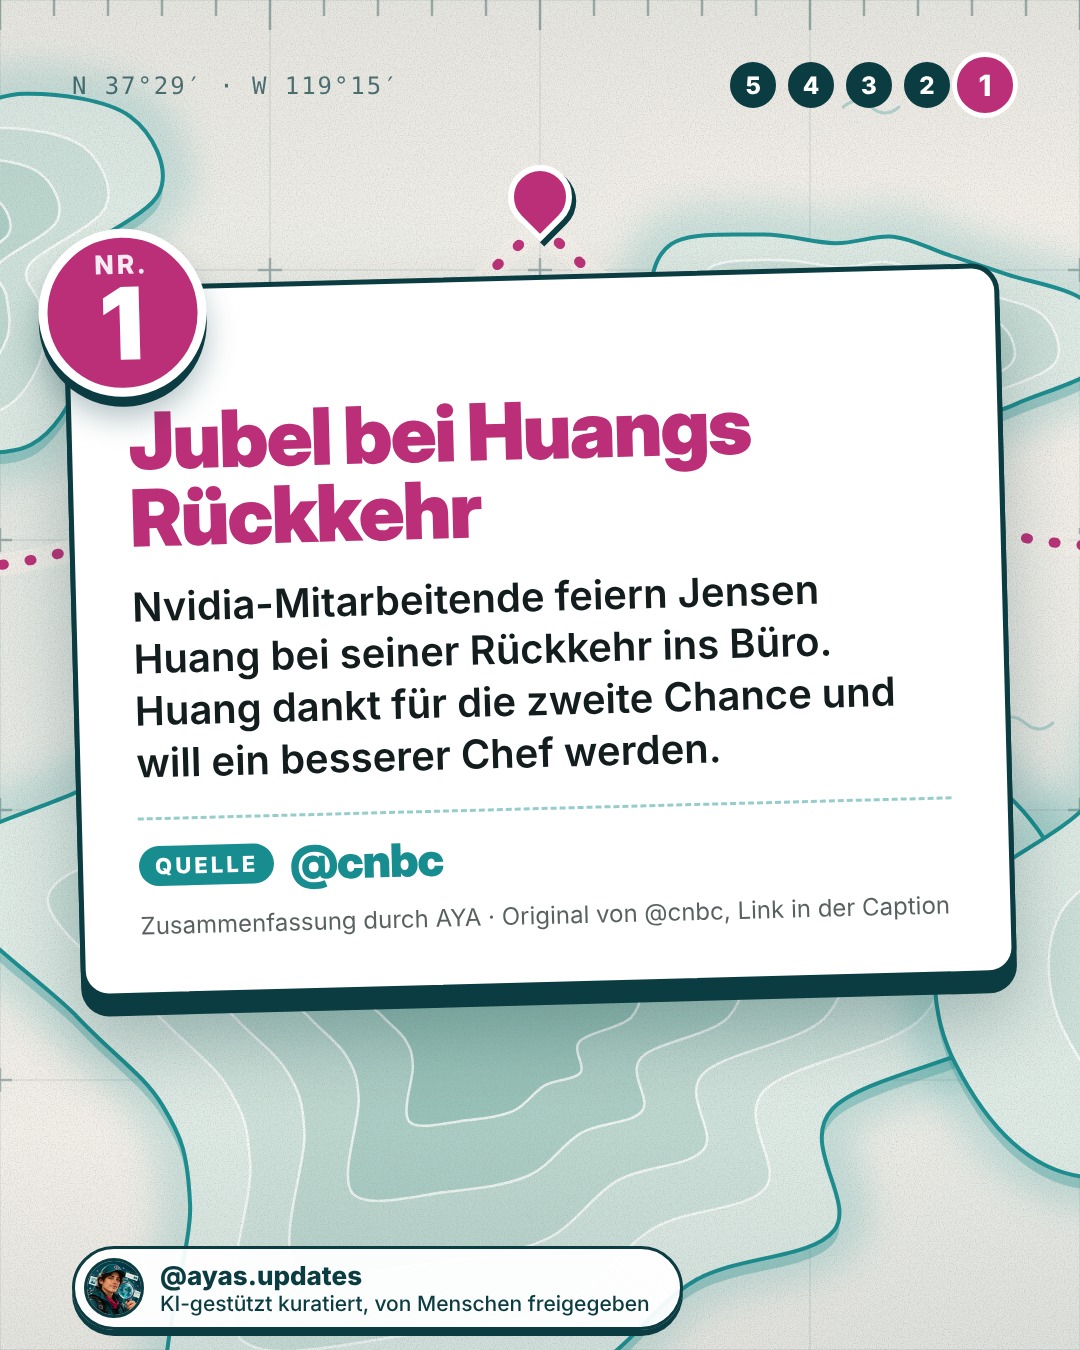 N 37°29′ · W 119°15′
5 4 3 2 1
NR.
1
Jubel bei Huangs
Rückkehr
Nvidia-Mitarbeitende feiern Jensen
Huang bei seiner Rückkehr ins Büro.
Huang dankt für die zweite Chance und
will ein besserer Chef werden.
QUELLE @cnbc
Zusammenfassung durch AYA · Original von @cnbc, Link in der Caption
@ayas.updates
KI-gestützt kuratiert, von Menschen freigegeben